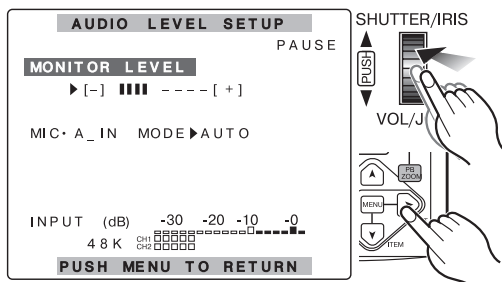 AUDIO LEVEL SETUP
PAUSE
MONITOR LEVEL
▶[–] ▮▮▮▮ ----[+]
MIC・A_IN MODE▶AUTO
INPUT (dB) -30 -20 -10 -0
48K CH1
CH2
PUSH MENU TO RETURN
SHUTTER/IRIS
PUSH
VOL/J
PB
ZOOM
MENU
ITEM